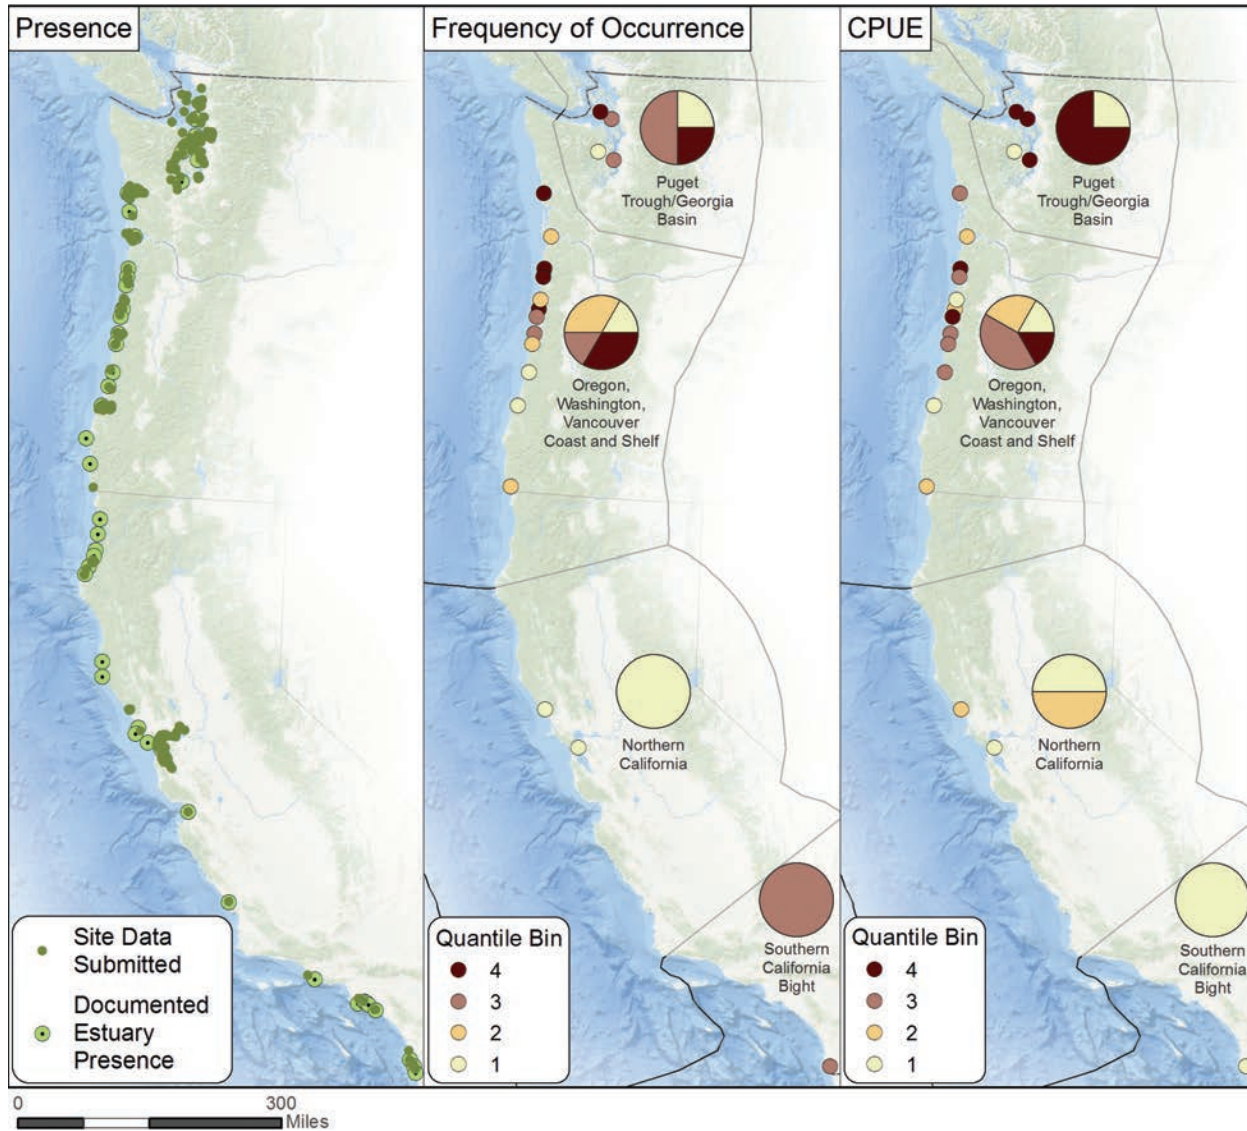 Presence
Site Data
Submitted
Documented
Estuary
Presence
0 300
Miles
Frequency of Occurrence
Puget
Trough/Georgia
Basin
Oregon,
Washington,
Vancouver
Coast and Shelf
Northern
California
Southern
California
Bight
Quantile Bin
4
3
2
1
CPUE
Puget
Trough/Georgia
Basin
Oregon,
Washington,
Vancouver
Coast and Shelf
Northern
California
Southern
California
Bight
Quantile Bin
4
3
2
1